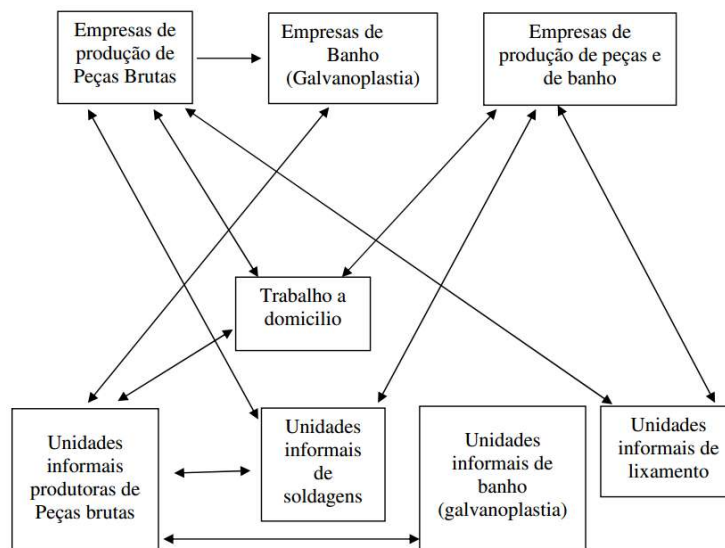 Empresas de
produção de
Peças Brutas
Empresas de
Banho
(Galvanoplastia)
Empresas de
produção de peças e
de banho
Trabalho a
domicilio
Unidades
informais
produtoras de
Peças brutas
Unidades
informais
de
soldagens
Unidades
informais de
banho
(galvanoplastia)
Unidades
informais de
lixamento